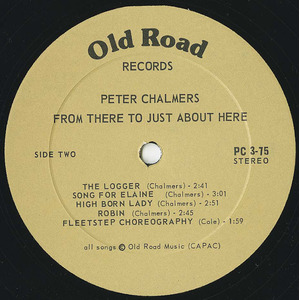 Old Road
RECORDS
PETER CHALMERS
FROM THERE TO JUST ABOUT HERE
SIDE TWO
PC 3-75
STEREO
THE LOGGER (Chalmers) - 2:41
SONG FOR ELAINE (Chalmers) - 3:01
HIGH BORN LADY (Chalmers) - 2:51
ROBIN (Chalmers) - 2:45
FLEETSTEP CHOREOGRAPHY (Cole) - 1:59
all songs © Old Road Music (CAPAC)